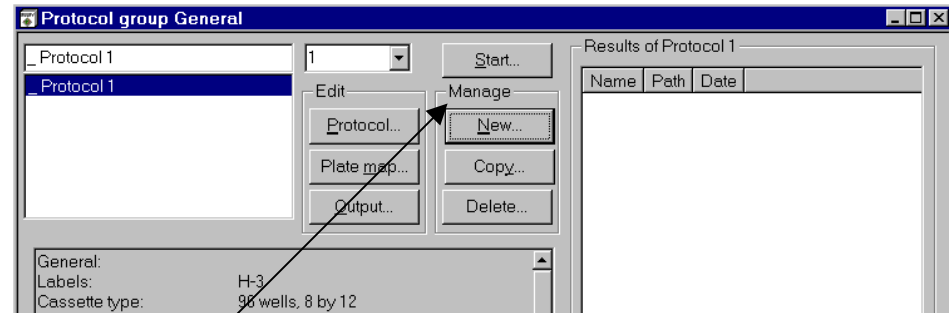 Protocol group General
_ Protocol 1
1
Start...
Results of Protocol 1
_ Protocol 1
Name Path Date
Edit
Manage
Protocol...
New...
Plate map...
Copy...
Output...
Delete...
General:
Labels: H-3
Cassette type: 96 wells, 8 by 12